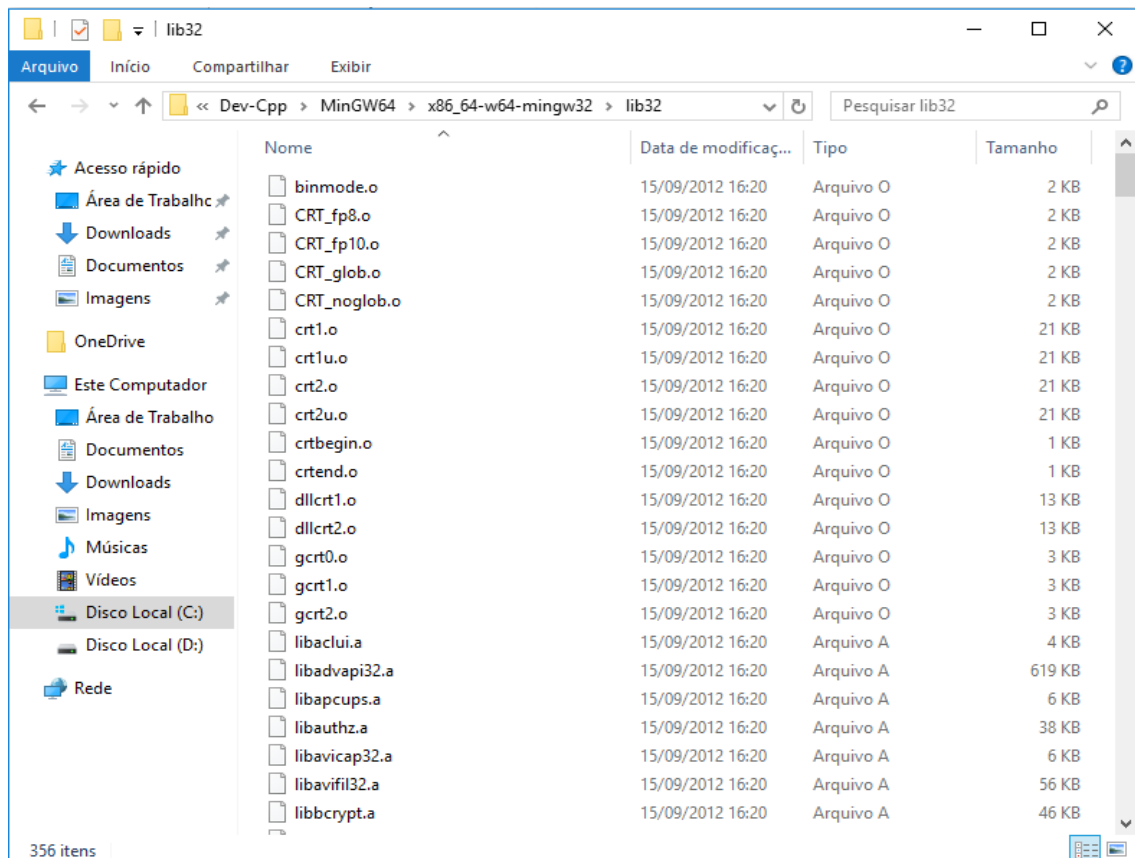 lib32
Arquivo Início Compartilhar Exibir
« Dev-Cpp > MinGW64 > x86_64-w64-mingw32 > lib32 Pesquisar lib32
Nome Data de modificaç... Tipo Tamanho
Acesso rápido
Área de Trabalhc
Downloads
Documentos
Imagens
OneDrive
Este Computador
Área de Trabalho
Documentos
Downloads
Imagens
Músicas
Vídeos
Disco Local (C:)
Disco Local (D:)
Rede
binmode.o 15/09/2012 16:20 Arquivo O 2 KB
CRT_fp8.o 15/09/2012 16:20 Arquivo O 2 KB
CRT_fp10.o 15/09/2012 16:20 Arquivo O 2 KB
CRT_glob.o 15/09/2012 16:20 Arquivo O 2 KB
CRT_noglob.o 15/09/2012 16:20 Arquivo O 2 KB
crt1.o 15/09/2012 16:20 Arquivo O 21 KB
crt1u.o 15/09/2012 16:20 Arquivo O 21 KB
crt2.o 15/09/2012 16:20 Arquivo O 21 KB
crt2u.o 15/09/2012 16:20 Arquivo O 21 KB
crtbegin.o 15/09/2012 16:20 Arquivo O 1 KB
crtend.o 15/09/2012 16:20 Arquivo O 1 KB
dllcrt1.o 15/09/2012 16:20 Arquivo O 13 KB
dllcrt2.o 15/09/2012 16:20 Arquivo O 13 KB
gcrt0.o 15/09/2012 16:20 Arquivo O 3 KB
gcrt1.o 15/09/2012 16:20 Arquivo O 3 KB
gcrt2.o 15/09/2012 16:20 Arquivo O 3 KB
libaclui.a 15/09/2012 16:20 Arquivo A 4 KB
libadvapi32.a 15/09/2012 16:20 Arquivo A 619 KB
libapcups.a 15/09/2012 16:20 Arquivo A 6 KB
libauthz.a 15/09/2012 16:20 Arquivo A 38 KB
libavicap32.a 15/09/2012 16:20 Arquivo A 6 KB
libavifil32.a 15/09/2012 16:20 Arquivo A 56 KB
libbcrypt.a 15/09/2012 16:20 Arquivo A 46 KB
356 itens